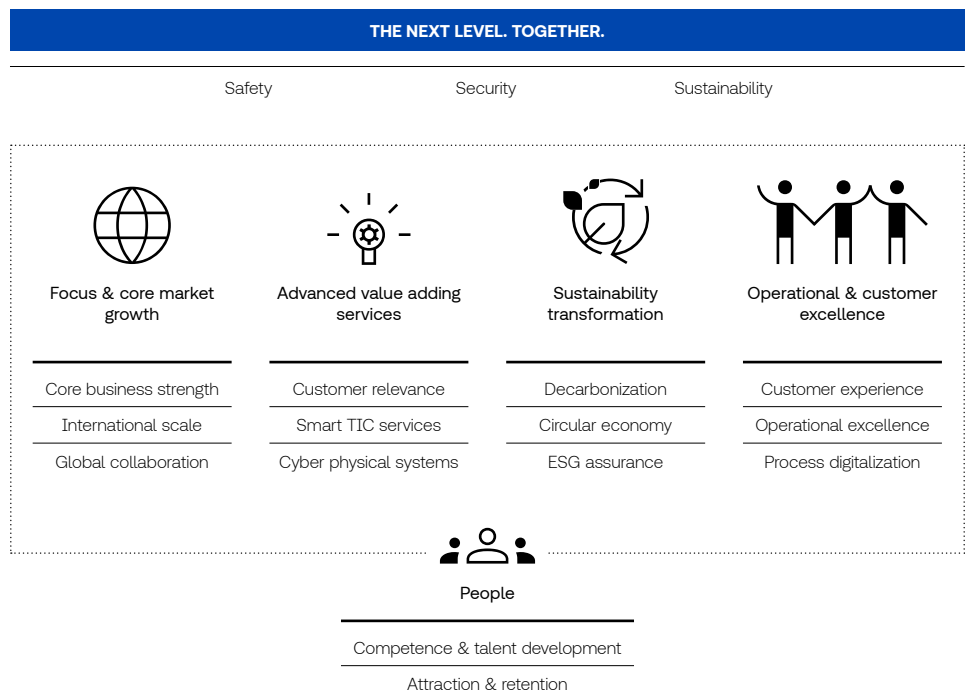 THE NEXT LEVEL. TOGETHER.
Safety
Security
Sustainability
Focus & core market
growth
Core business strength
International scale
Global collaboration
Advanced value adding
services
Customer relevance
Smart TIC services
Cyber physical systems
Sustainability
transformation
Decarbonization
Circular economy
ESG assurance
Operational & customer
excellence
Customer experience
Operational excellence
Process digitalization
People
Competence & talent development
Attraction & retention